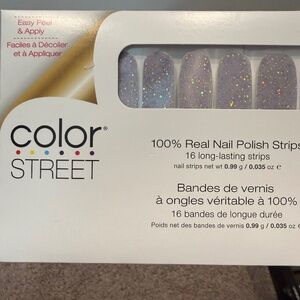 Easy Peel
& Apply
Faciles à Décoller
et à Appliquer
color®
STREET
100% Real Nail Polish Strips
16 long-lasting strips
nail strips net wt 0.99 g / 0.035 oz e
Bandes de vernis
à ongles véritable à 100%
16 bandes de longue durée
Poids net des bandes de vernis 0.99 g / 0.035 oz e